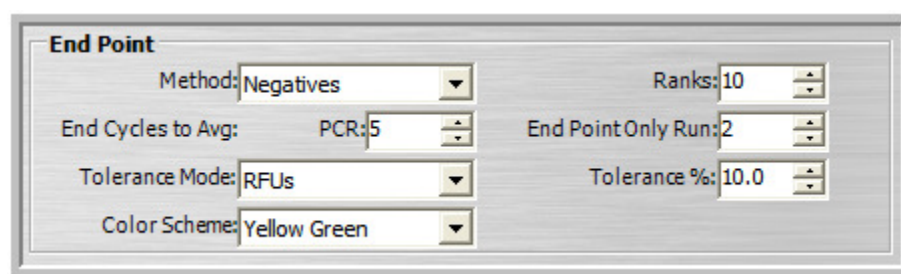 End Point
Method: Negatives Ranks: 10
End Cycles to Avg: PCR: 5 End Point Only Run: 2
Tolerance Mode: RFUs Tolerance %: 10.0
Color Scheme: Yellow Green